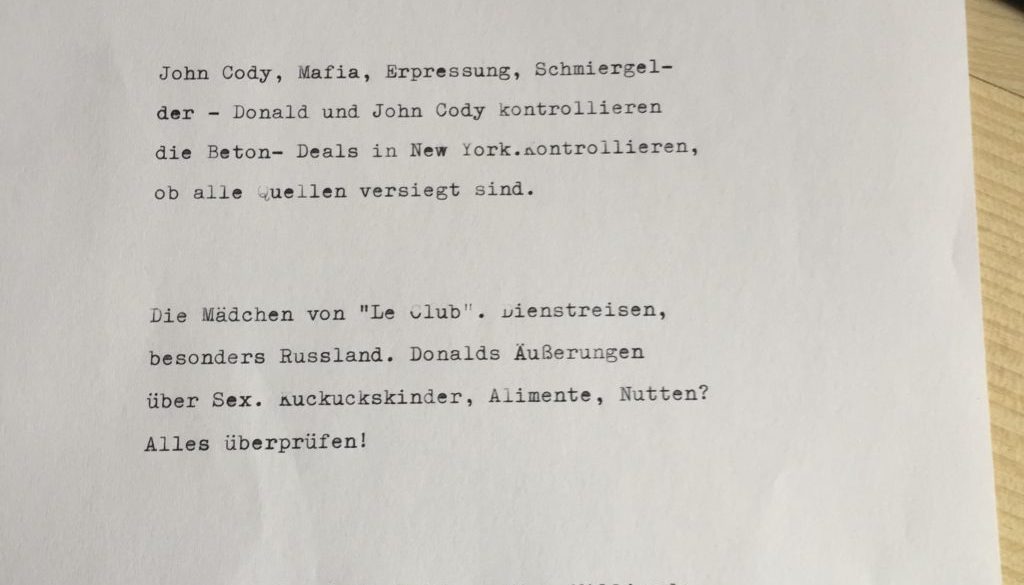 John Cody, Mafia, Erpressung, Schmiergel-
der - Donald und John Cody kontrollieren
die Beton- Deals in New York.Kontrollieren,
ob alle Quellen versiegt sind.
Die Mädchen von "Le Club". Dienstreisen,
besonders Russland. Donalds Äußerungen
über Sex. Kuckuckskinder, Alimente, Nutten?
Alles überprüfen!